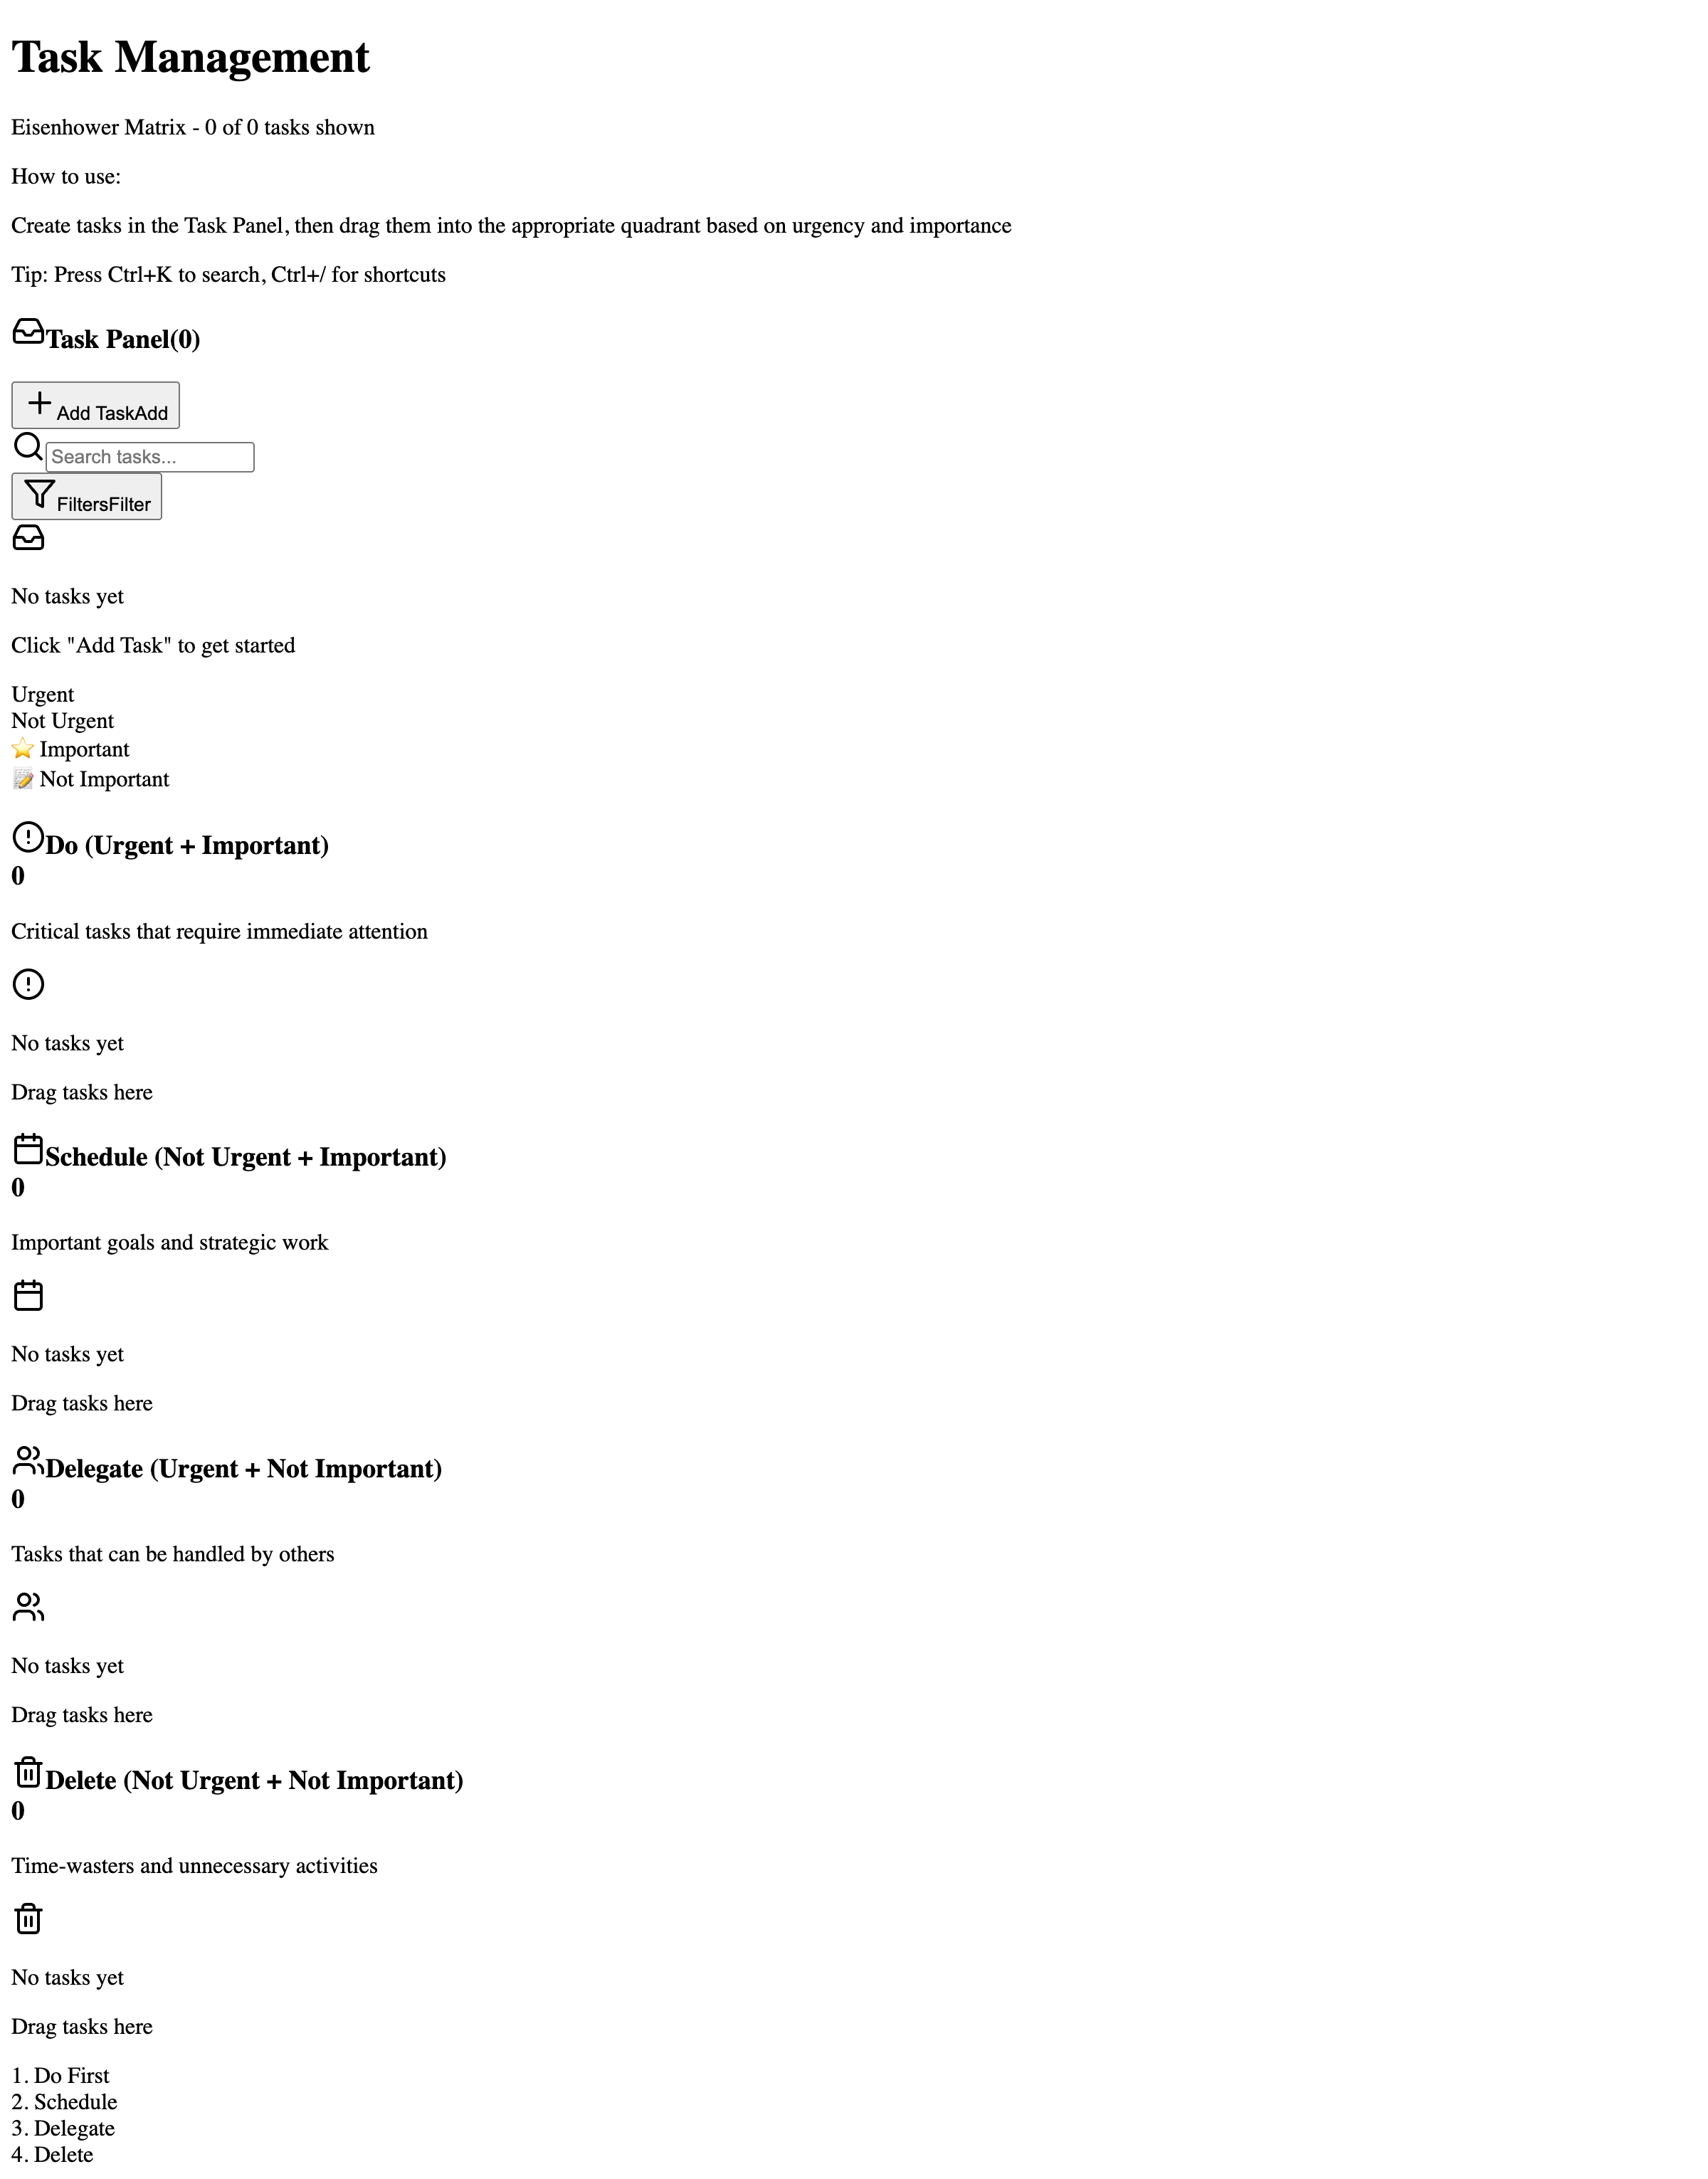 Task Management
Eisenhower Matrix - 0 of 0 tasks shown
How to use:
Create tasks in the Task Panel, then drag them into the appropriate quadrant based on urgency and importance
Tip: Press Ctrl+K to search, Ctrl+/ for shortcuts
Task Panel(0)
Add TaskAdd
Search tasks...
FiltersFilter
No tasks yet
Click "Add Task" to get started
Urgent
Not Urgent
⭐ Important
📝 Not Important
Do (Urgent + Important)
0
Critical tasks that require immediate attention
No tasks yet
Drag tasks here
Schedule (Not Urgent + Important)
0
Important goals and strategic work
No tasks yet
Drag tasks here
Delegate (Urgent + Not Important)
0
Tasks that can be handled by others
No tasks yet
Drag tasks here
Delete (Not Urgent + Not Important)
0
Time-wasters and unnecessary activities
No tasks yet
Drag tasks here
1. Do First
2. Schedule
3. Delegate
4. Delete